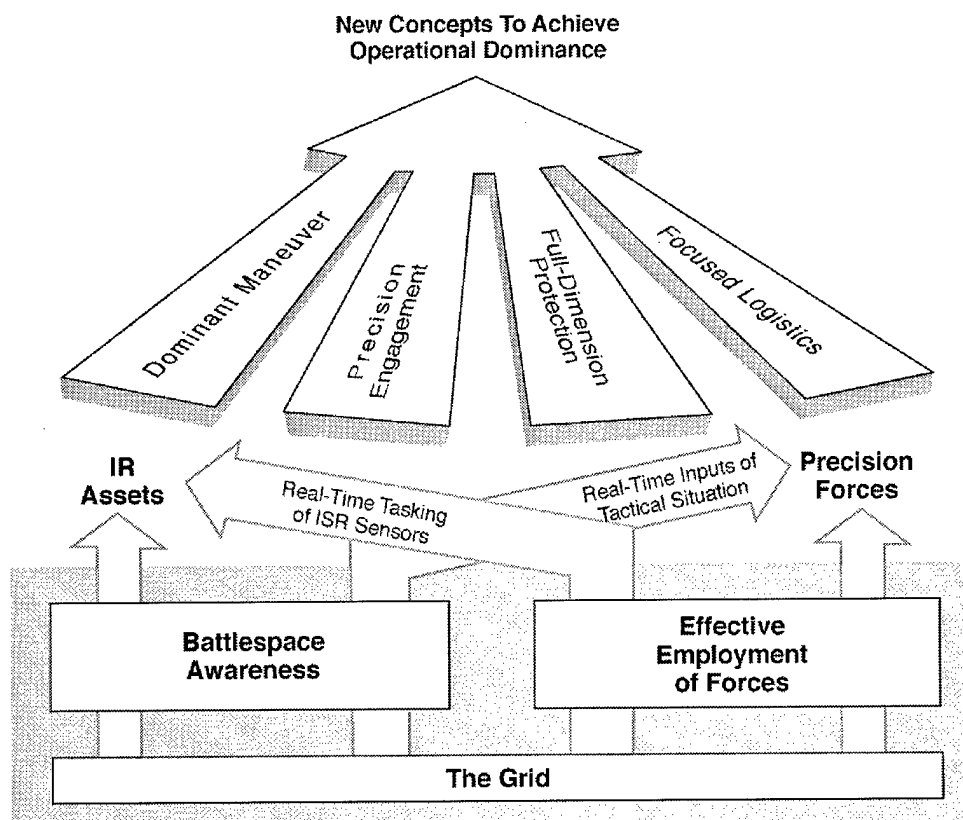 New Concepts To Achieve
Operational Dominance
Dominant Maneuver
Precision
Engagement
Full-Dimension
Protection
Focused Logistics
IR
Assets
Real-Time Tasking
of ISR Sensors
Real-Time Inputs of
Tactical Situation
Precision
Forces
Battlespace
Awareness
Effective
Employment
of Forces
The Grid